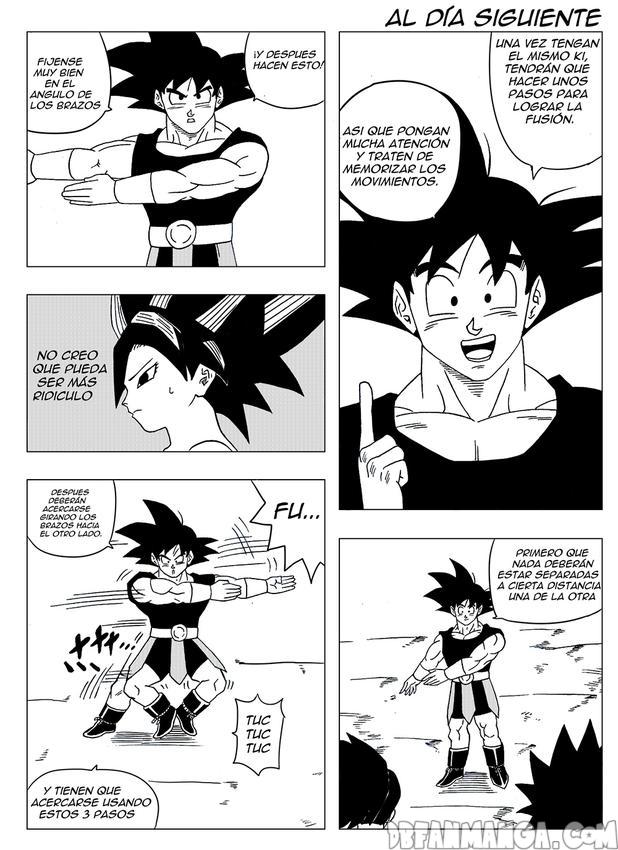 AL DÍA SIGUIENTE
UNA VEZ TENGAN
EL MISMO KI,
TENDRÁN QUE
HACER UNOS
PASOS PARA
LOGRAR LA
FUSIÓN.
ASI QUE PONGAN
MUCHA ATENCIÓN
Y TRATEN DE
MEMORIZAR LOS
MOVIMIENTOS.
PRIMERO QUE
NADA DEBERÁN
ESTAR SEPARADAS
A CIERTA DISTANCIA
UNA DE LA OTRA
¡Y DESPUES
HACEN ESTO!
FIJENSE
MUY BIEN
EN EL
ANGULO DE
LOS BRAZOS
NO CREO
QUE PUEDA
SER MÁS
RIDICULO
DESPUES
DEBERÁN
ACERCARSE
GIRANDO LOS
BRAZOS HACIA
EL OTRO LADO.
FU...
TUC
TUC
TUC
Y TIENEN QUE
ACERCARSE USANDO
ESTOS 3 PASOS
DBFANMANGA.COM